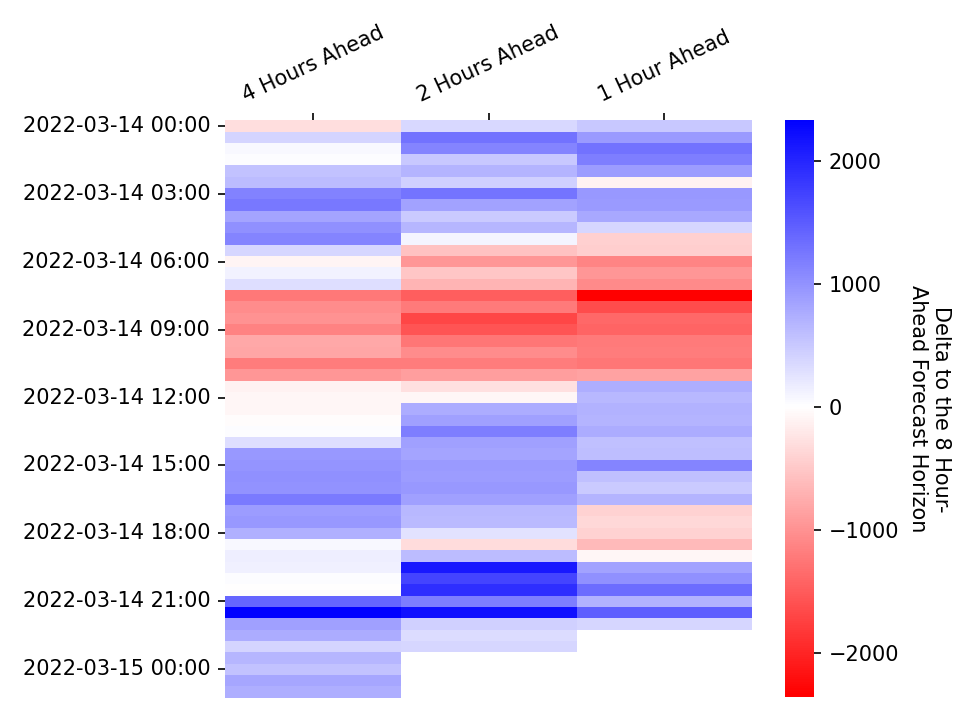 4 Hours Ahead
2 Hours Ahead
1 Hour Ahead
2022-03-14 00:00
2022-03-14 03:00
2022-03-14 06:00
2022-03-14 09:00
2022-03-14 12:00
2022-03-14 15:00
2022-03-14 18:00
2022-03-14 21:00
2022-03-15 00:00
2000
1000
0
−1000
−2000
Delta to the 8 Hour-
Ahead Forecast Horizon